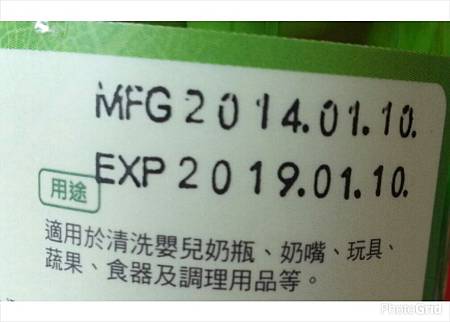 MFG 2014.01.10.
EXP 2019.01.10.
用途
適用於清洗嬰兒奶瓶、奶嘴、玩具、
蔬果、食器及調理用品等。
PhotoGrid